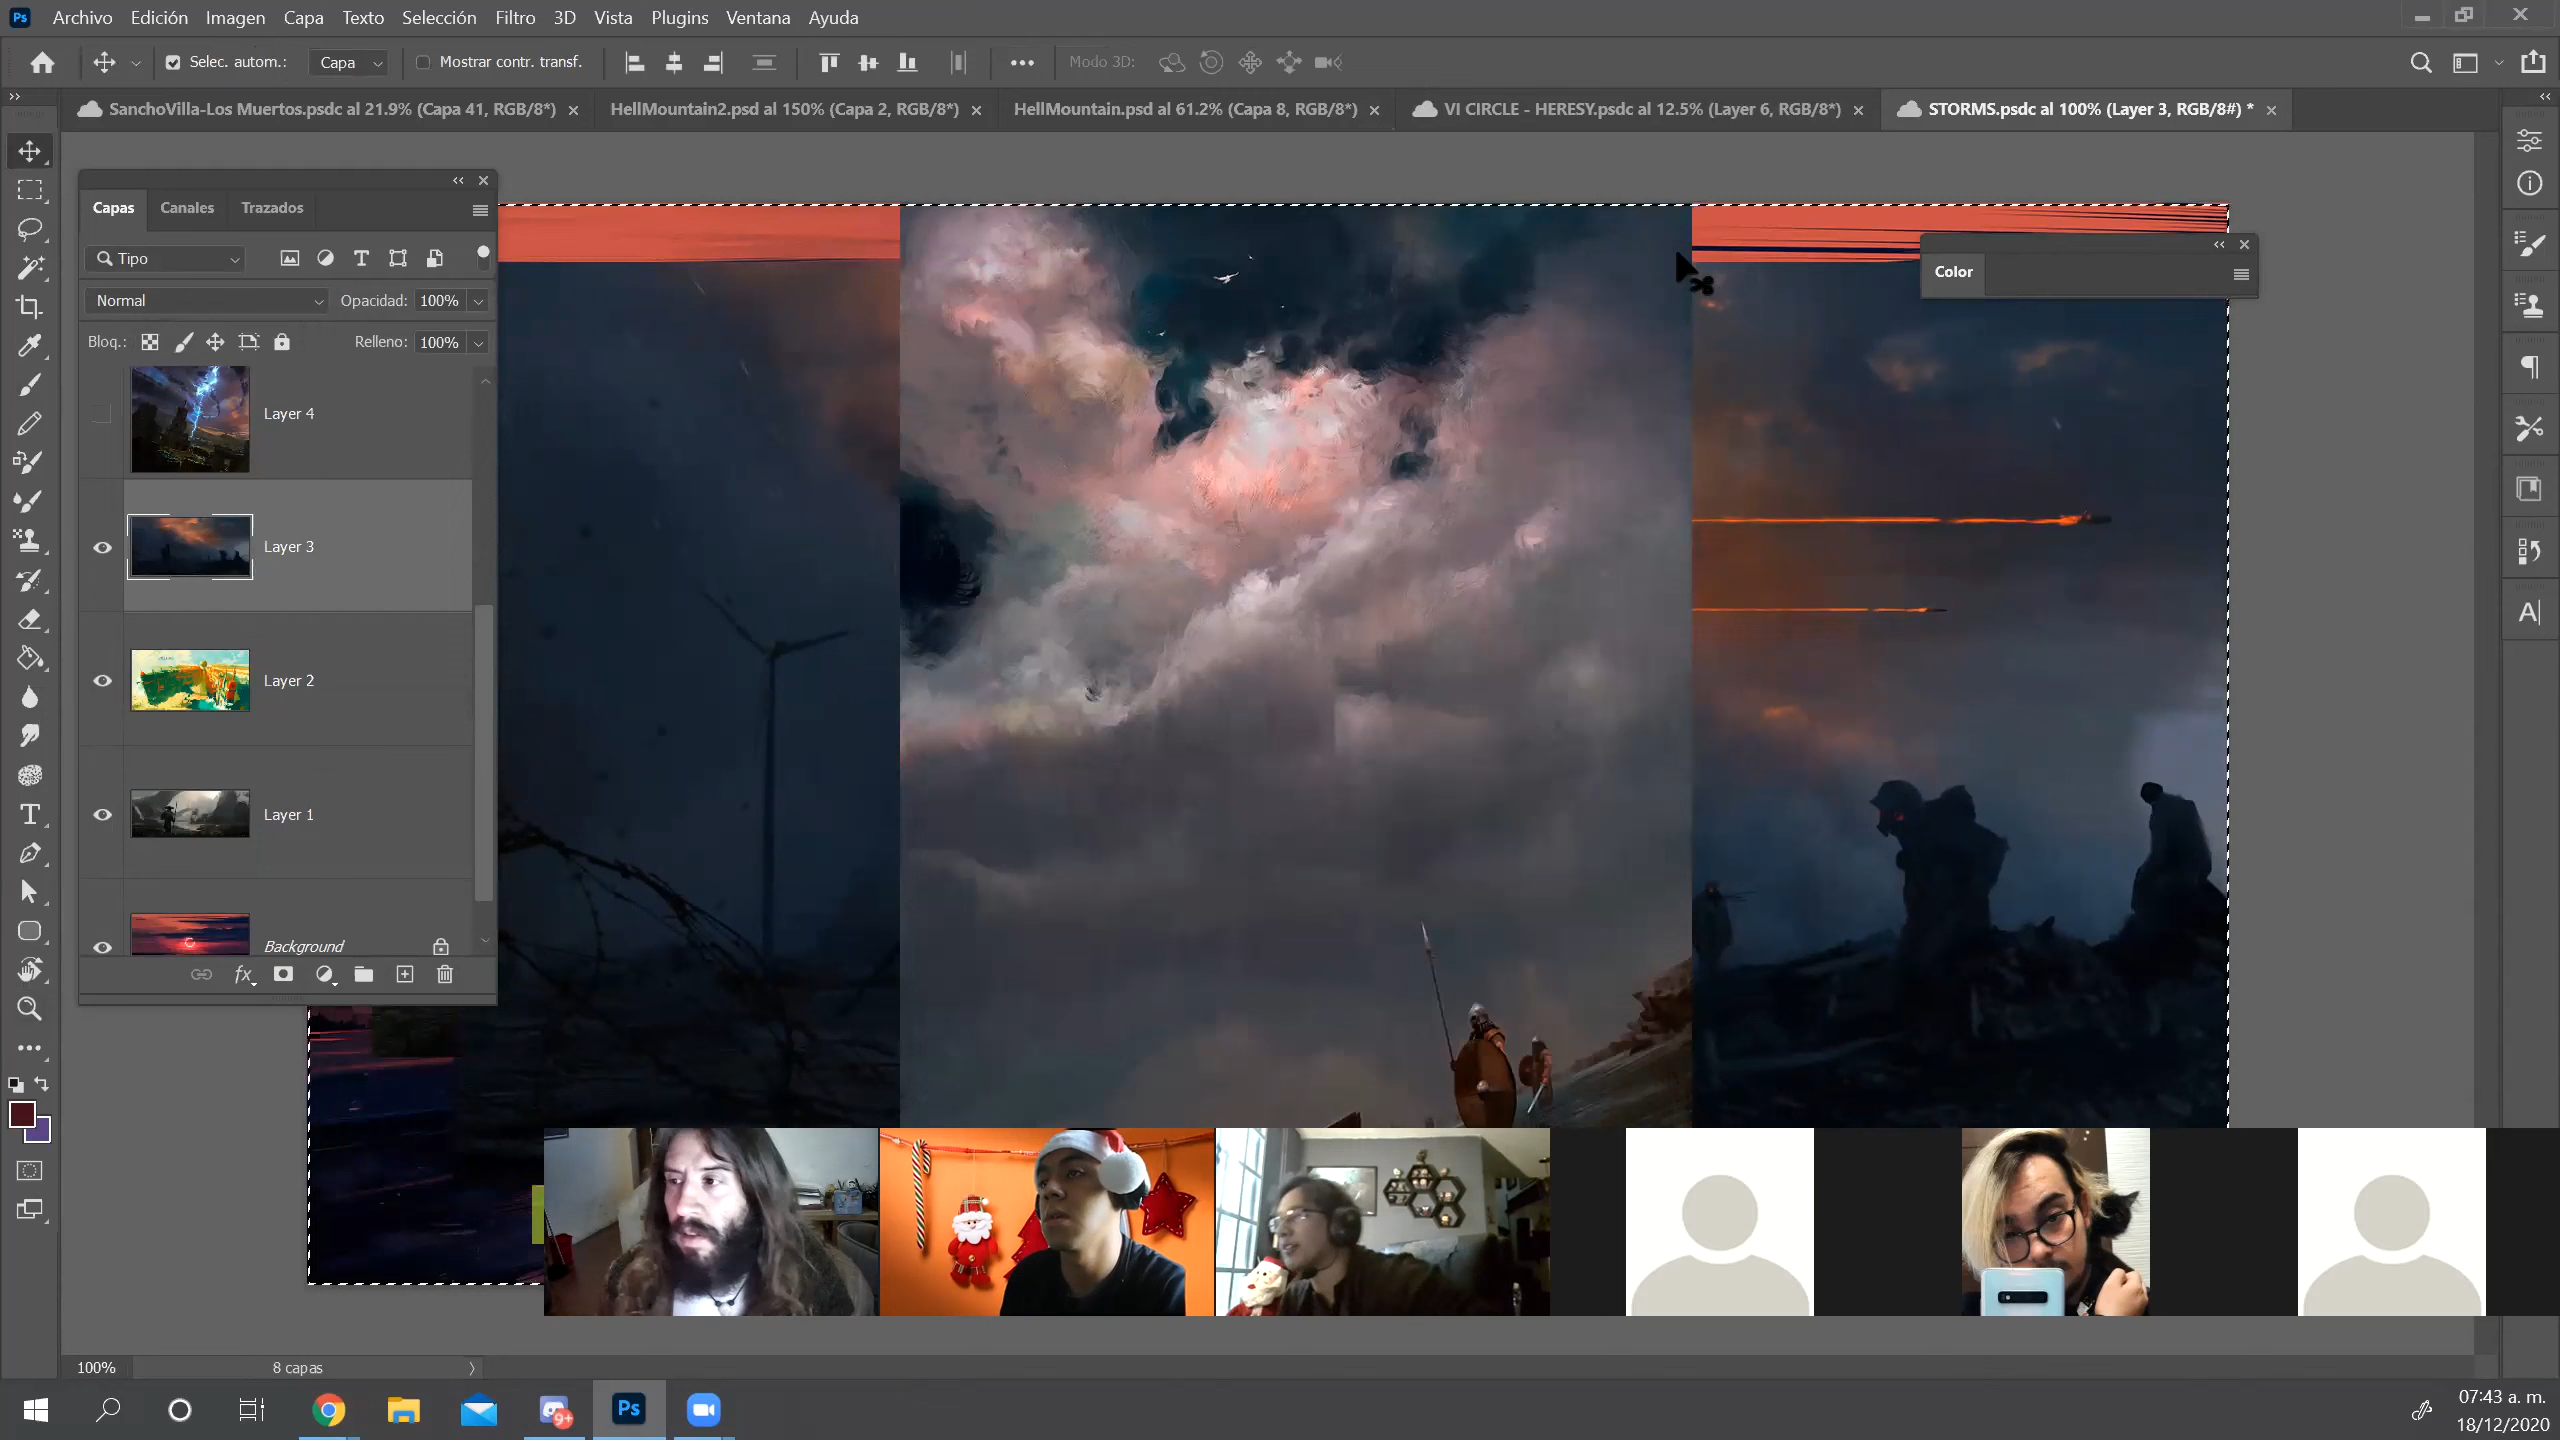 Ps Archivo Edición Imagen Capa Texto Selección Filtro 3D Vista Plugins Ventana Ayuda
Selec. autom.: Capa Mostrar contr. transf. Modo 3D:
SanchoVilla-Los Muertos.psdc al 21.9% (Capa 41, RGB/8*) HellMountain2.psd al 150% (Capa 2, RGB/8*) HellMountain.psd al 61.2% (Capa 8, RGB/8*) VI CIRCLE - HERESY.psdc al 12.5% (Layer 6, RGB/8*) STORMS.psdc al 100% (Layer 3, RGB/8#) *
Capas Canales Trazados
Tipo
Normal Opacidad: 100%
Bloq.: Relleno: 100%
Layer 4
Layer 3
Layer 2
Layer 1
Background
fx
Color
100% 8 capas
9+
Ps
07:43 a. m.
18/12/2020